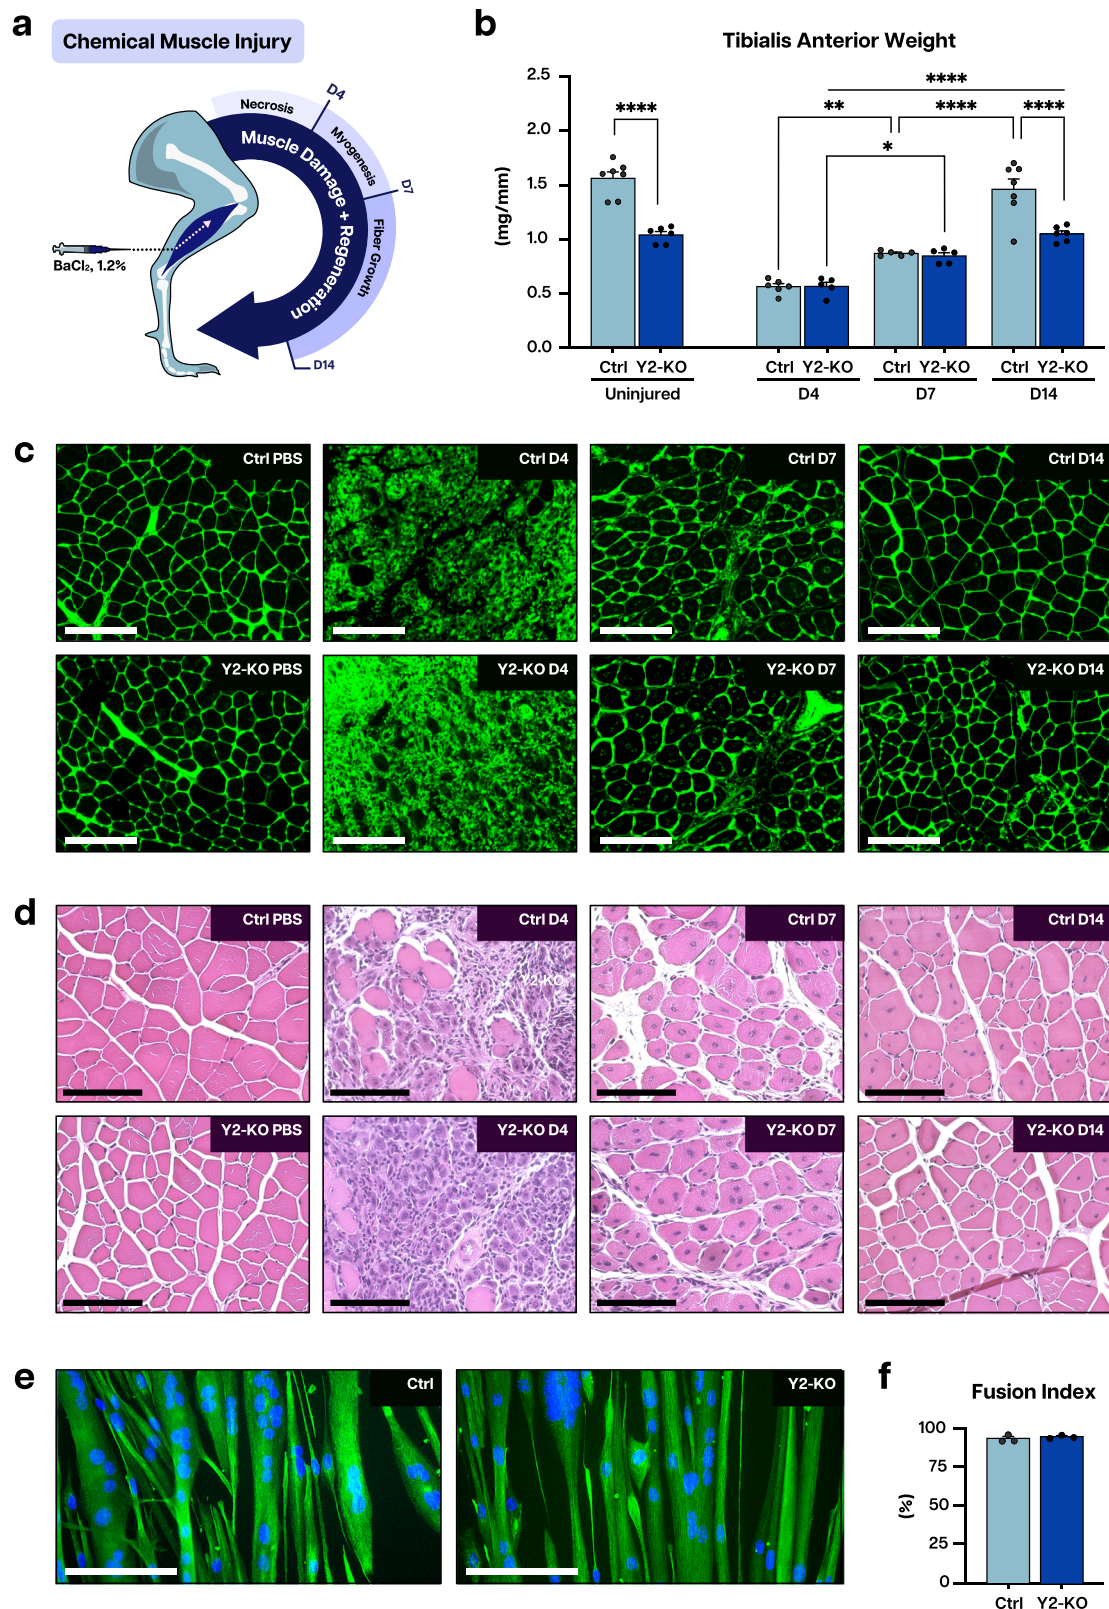 a
Chemical Muscle Injury
Necrosis
D4
Myogenesis
D7
Fiber Growth
Muscle Damage + Regeneration
BaCl₂, 1.2%
D14
b
Tibialis Anterior Weight
2.5
2.0
1.5
1.0
0.5
0.0
(mg/mm)
****
**
****
****
****
*
Ctrl Y2-KO Ctrl Y2-KO Ctrl Y2-KO Ctrl Y2-KO
Uninjured D4 D7 D14
c
Ctrl PBS
Ctrl D4
Ctrl D7
Ctrl D14
Y2-KO PBS
Y2-KO D4
Y2-KO D7
Y2-KO D14
d
Ctrl PBS
Ctrl D4
Y2-KO
Ctrl D7
Ctrl D14
Y2-KO PBS
Y2-KO D4
Y2-KO D7
Y2-KO D14
e
Ctrl
Y2-KO
f
Fusion Index
100
75
50
25
0
(%)
Ctrl Y2-KO